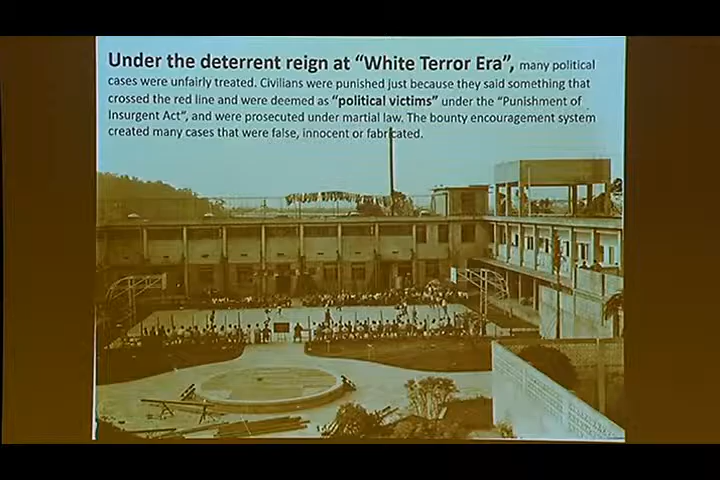 Under the deterrent reign at “White Terror Era”, many political
cases were unfairly treated. Civilians were punished just because they said something that
crossed the red line and were deemed as “political victims” under the “Punishment of
Insurgent Act”, and were prosecuted under martial law. The bounty encouragement system
created many cases that were false, innocent or fabricated.